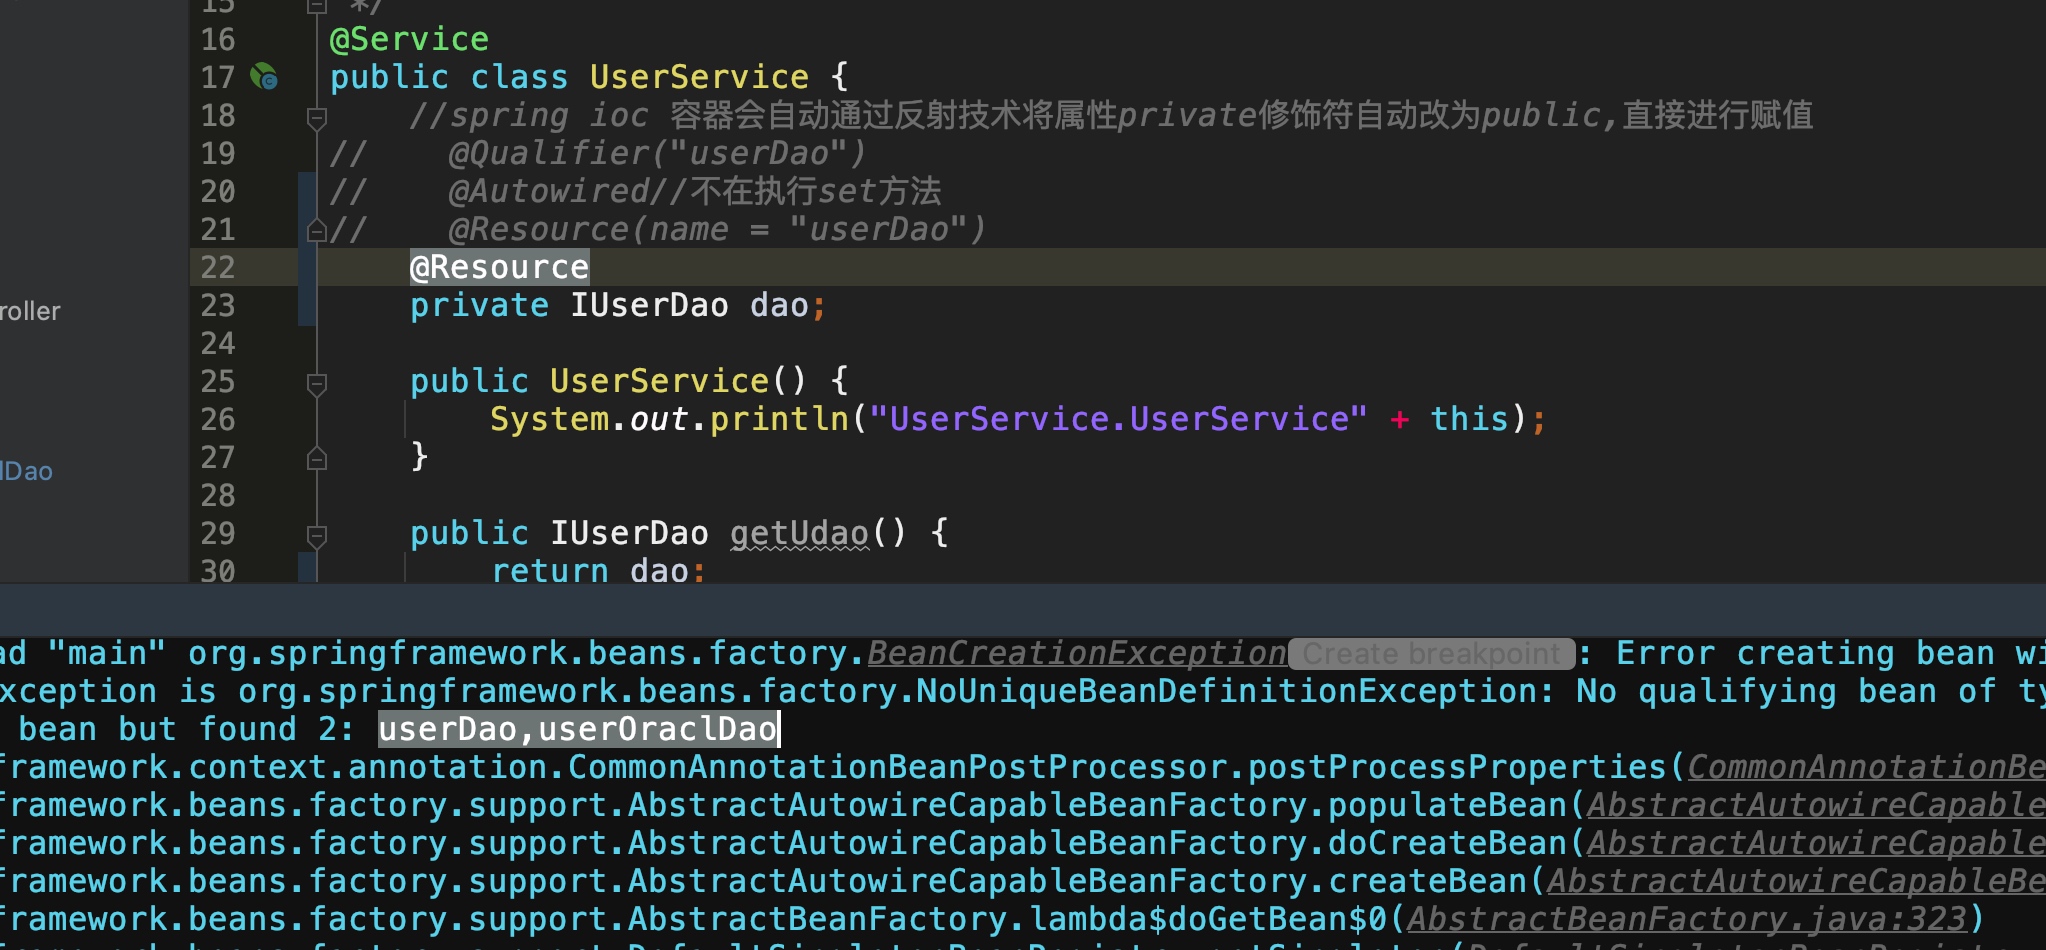 15 */
16 @Service
17 public class UserService {
18 //spring ioc 容器会自动通过反射技术将属性private修饰符自动改为public,直接进行赋值
19 // @Qualifier("userDao")
20 // @Autowired//不在执行set方法
21 // @Resource(name = "userDao")
22 @Resource
roller
23 private IUserDao dao;
24
25 public UserService() {
26 System.out.println("UserService.UserService" + this);
27 }
lDao
28
29 public IUserDao getUdao() {
30 return dao;
ad "main" org.springframework.beans.factory.BeanCreationException Create breakpoint : Error creating bean wi
xception is org.springframework.beans.factory.NoUniqueBeanDefinitionException: No qualifying bean of ty
bean but found 2: userDao,userOraclDao
framework.context.annotation.CommonAnnotationBeanPostProcessor.postProcessProperties(CommonAnnotationBe
framework.beans.factory.support.AbstractAutowireCapableBeanFactory.populateBean(AbstractAutowireCapable
framework.beans.factory.support.AbstractAutowireCapableBeanFactory.doCreateBean(AbstractAutowireCapable
framework.beans.factory.support.AbstractAutowireCapableBeanFactory.createBean(AbstractAutowireCapableBe
framework.beans.factory.support.AbstractBeanFactory.lambda$doGetBean$0(AbstractBeanFactory.java:323)